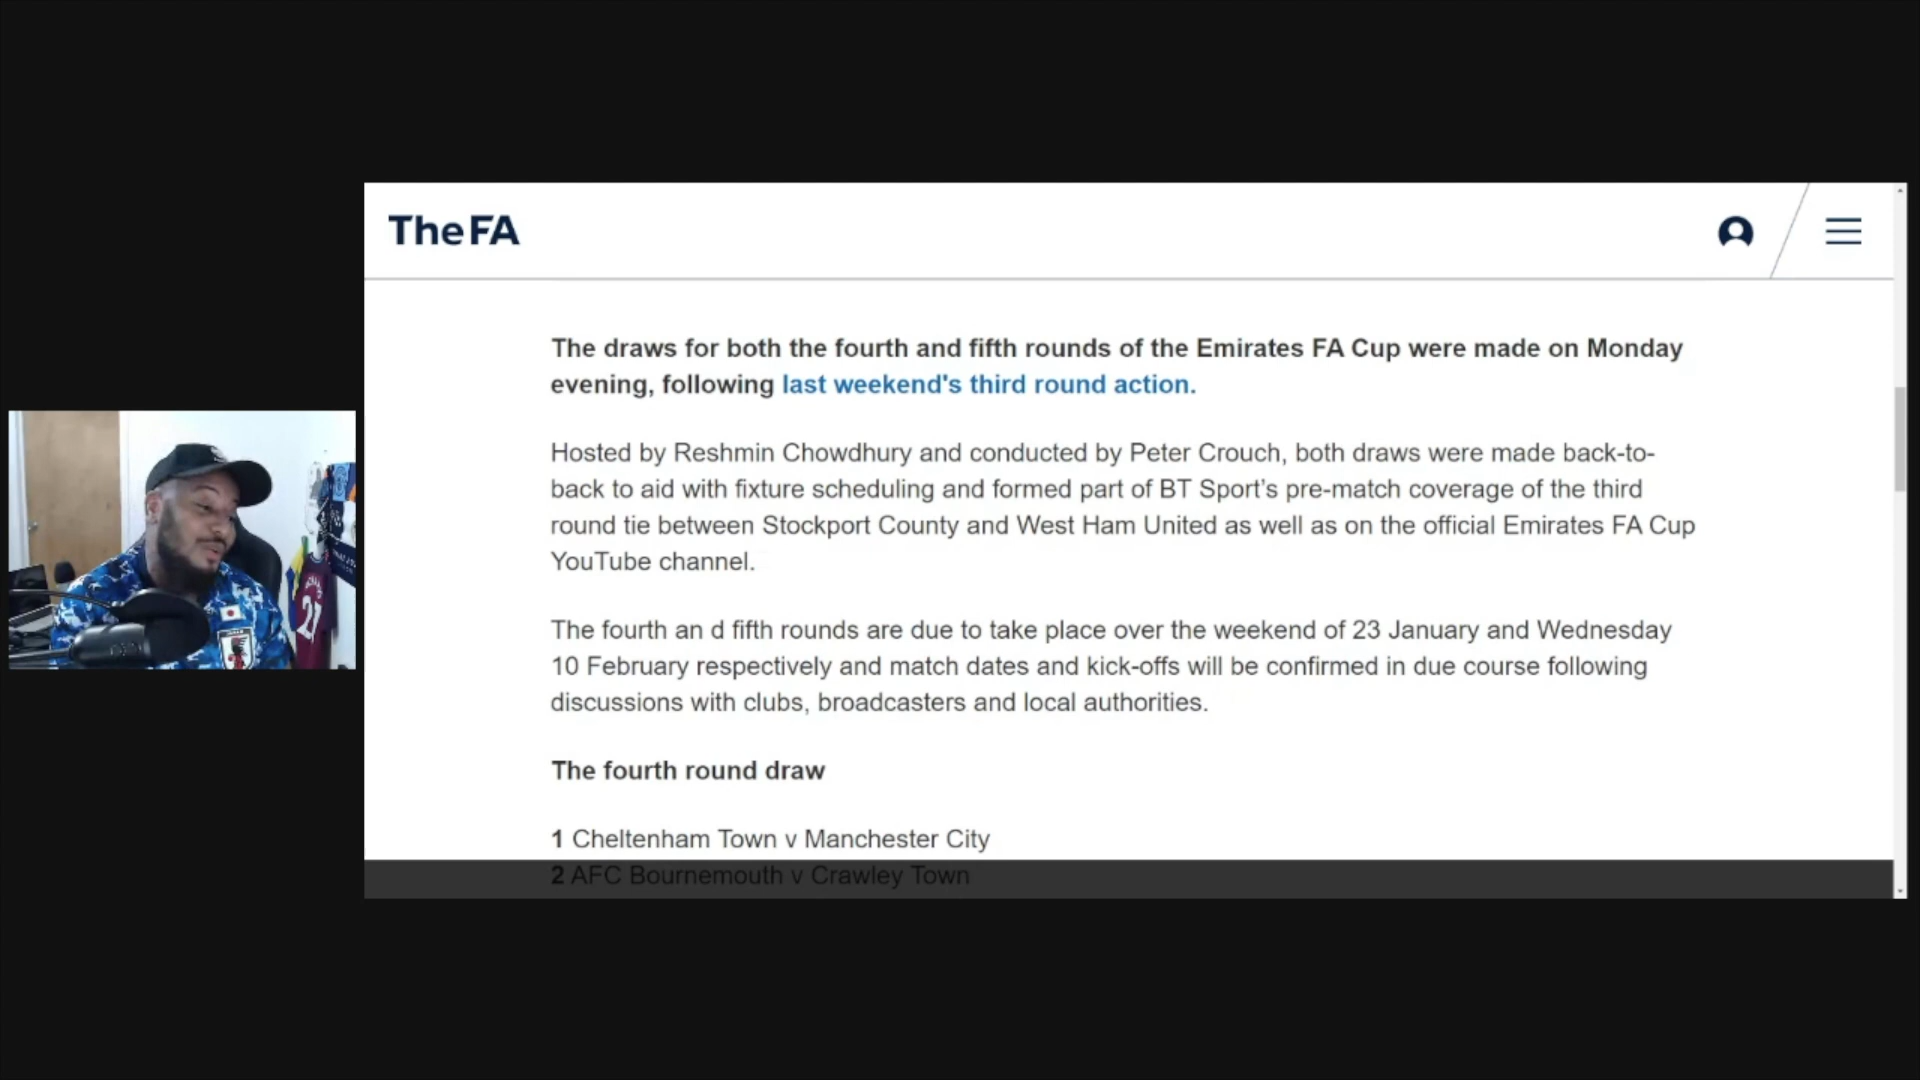 TheFA
The draws for both the fourth and fifth rounds of the Emirates FA Cup were made on Monday
evening, following last weekend's third round action.
Hosted by Reshmin Chowdhury and conducted by Peter Crouch, both draws were made back-to-
back to aid with fixture scheduling and formed part of BT Sport’s pre-match coverage of the third
round tie between Stockport County and West Ham United as well as on the official Emirates FA Cup
YouTube channel.
The fourth an d fifth rounds are due to take place over the weekend of 23 January and Wednesday
10 February respectively and match dates and kick-offs will be confirmed in due course following
discussions with clubs, broadcasters and local authorities.
The fourth round draw
1 Cheltenham Town v Manchester City
2 AFC Bournemouth v Crawley Town
21